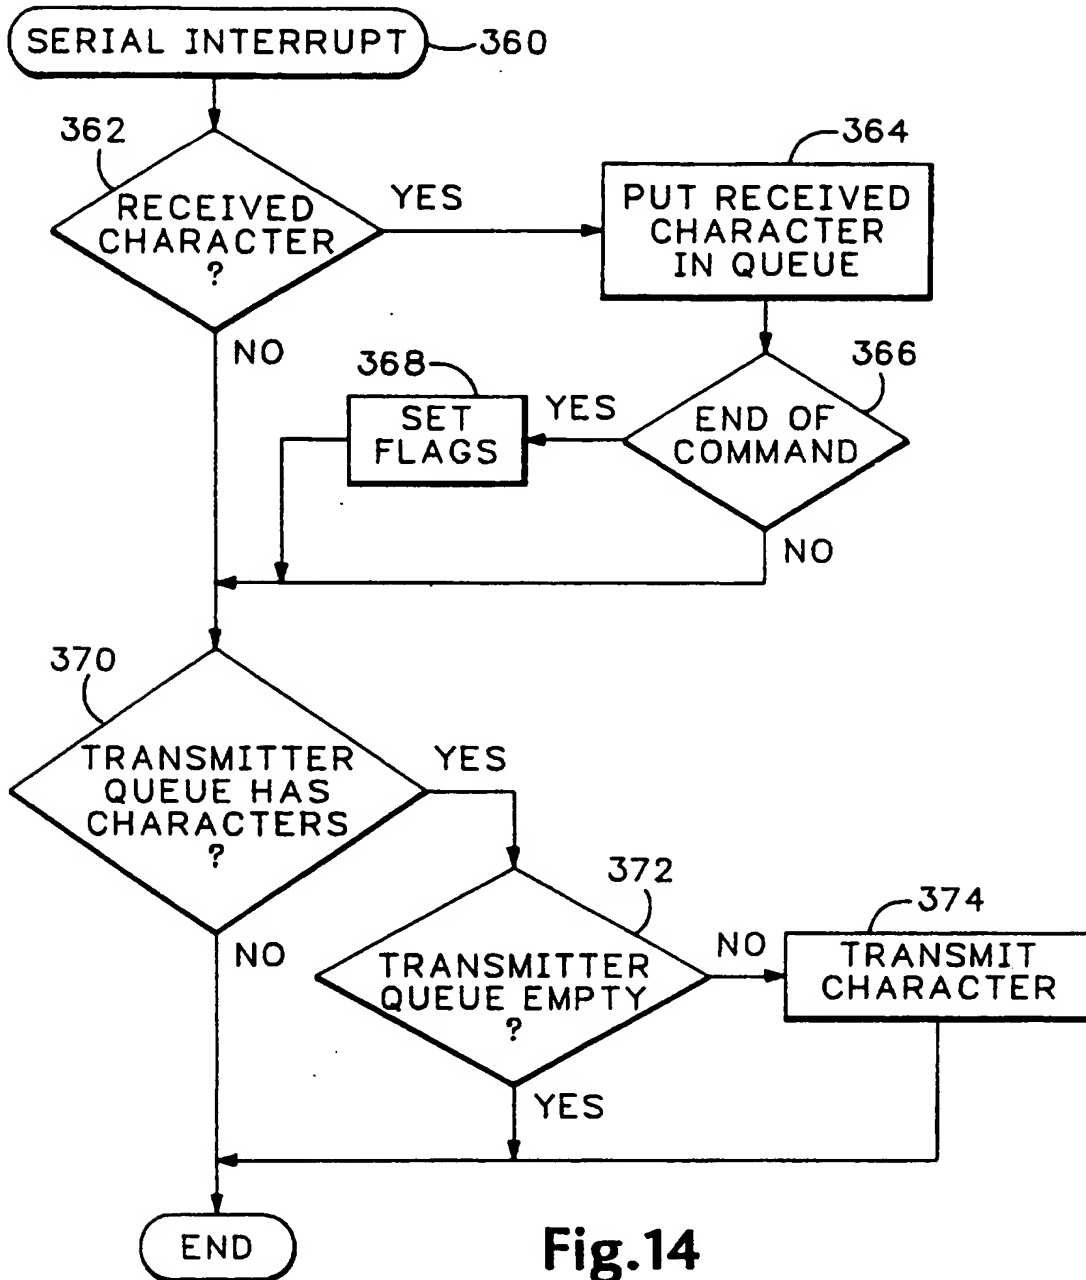 SERIAL INTERRUPT
360
362
RECEIVED
CHARACTER
?
YES
NO
364
PUT RECEIVED
CHARACTER
IN QUEUE
366
END OF
COMMAND
YES
NO
368
SET
FLAGS
370
TRANSMITTER
QUEUE HAS
CHARACTERS
?
YES
NO
372
TRANSMITTER
QUEUE EMPTY
?
NO
YES
374
TRANSMIT
CHARACTER
END
Fig.14